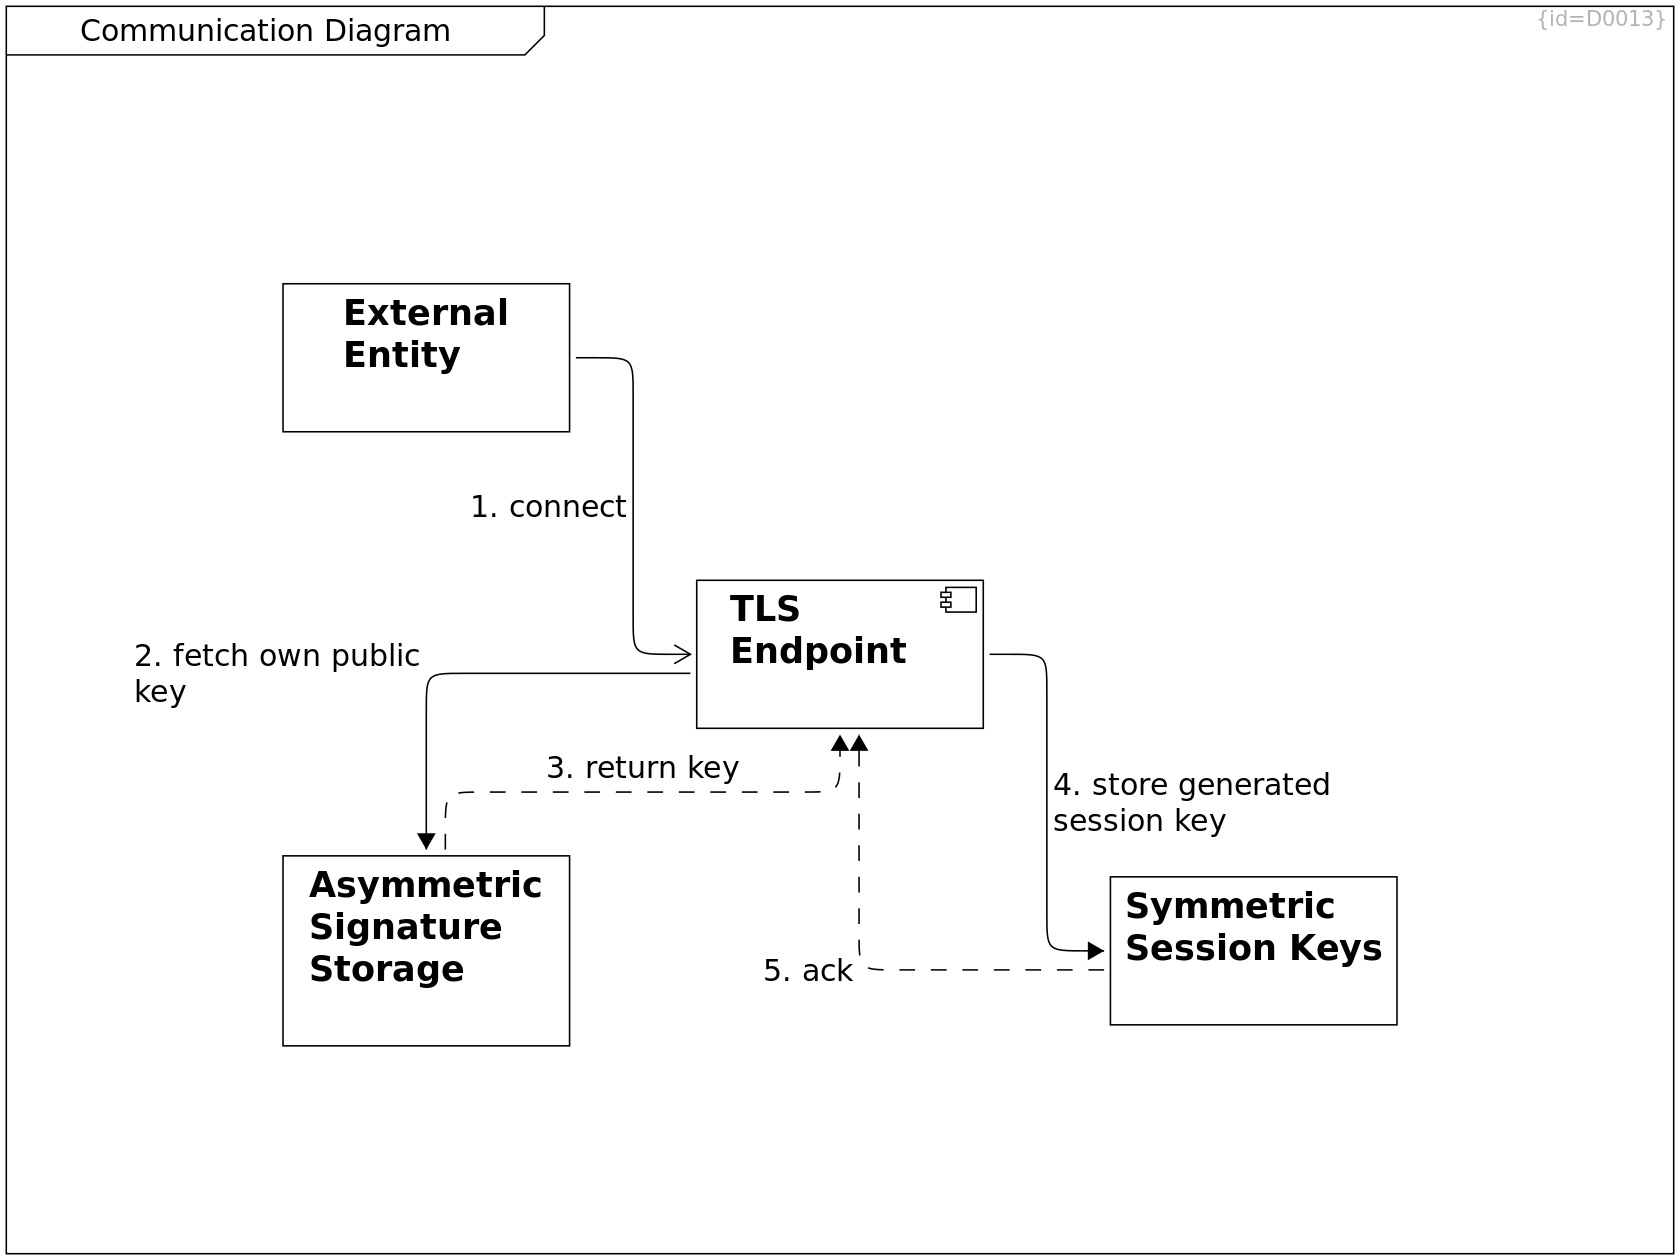 Communication Diagram
{id=D0013}
External
Entity
1. connect
TLS
Endpoint
2. fetch own public
key
3. return key
4. store generated
session key
Asymmetric
Signature
Storage
Symmetric
Session Keys
5. ack